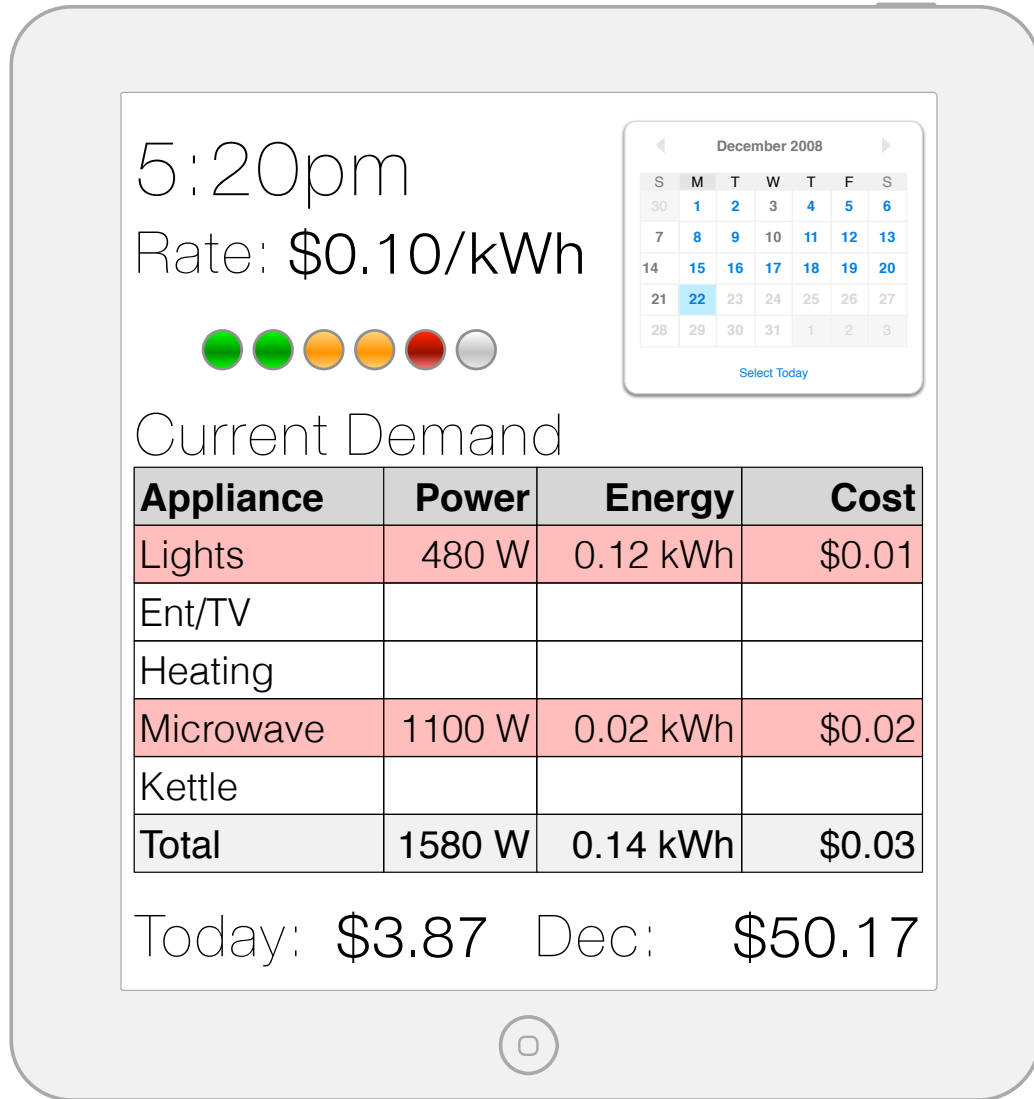 5:20pm
Rate: $0.10/kWh
December 2008
S M T W T F S
30 1 2 3 4 5 6
7 8 9 10 11 12 13
14 15 16 17 18 19 20
21 22 23 24 25 26 27
28 29 30 31 1 2 3
Select Today
Current Demand
Appliance Power Energy Cost
Lights 480 W 0.12 kWh $0.01
Ent/TV
Heating
Microwave 1100 W 0.02 kWh $0.02
Kettle
Total 1580 W 0.14 kWh $0.03
Today: $3.87 Dec: $50.17